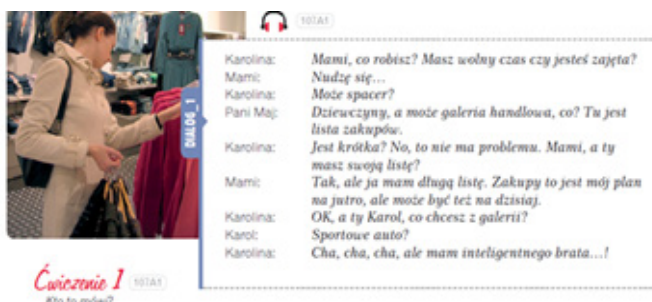 107A1
DIALOG_1
Karolina: Mami, co robisz? Masz wolny czas czy jesteś zajęta?
Mami: Nudzę się…
Karolina: Może spacer?
Pani Maj: Dziewczyny, a może galeria handlowa, co? Tu jest
lista zakupów.
Karolina: Jest krótka? No, to nie ma problemu. Mami, a ty
masz swoją listę?
Mami: Tak, ale ja mam długą listę. Zakupy to jest mój plan
na jutro, ale może być też na dzisiaj.
Karolina: OK, a ty Karol, co chcesz z galerii?
Karol: Sportowe auto?
Karolina: Cha, cha, cha, ale mam inteligentnego brata…!
Ćwiczenie 1 107A1
Kto to mówi?